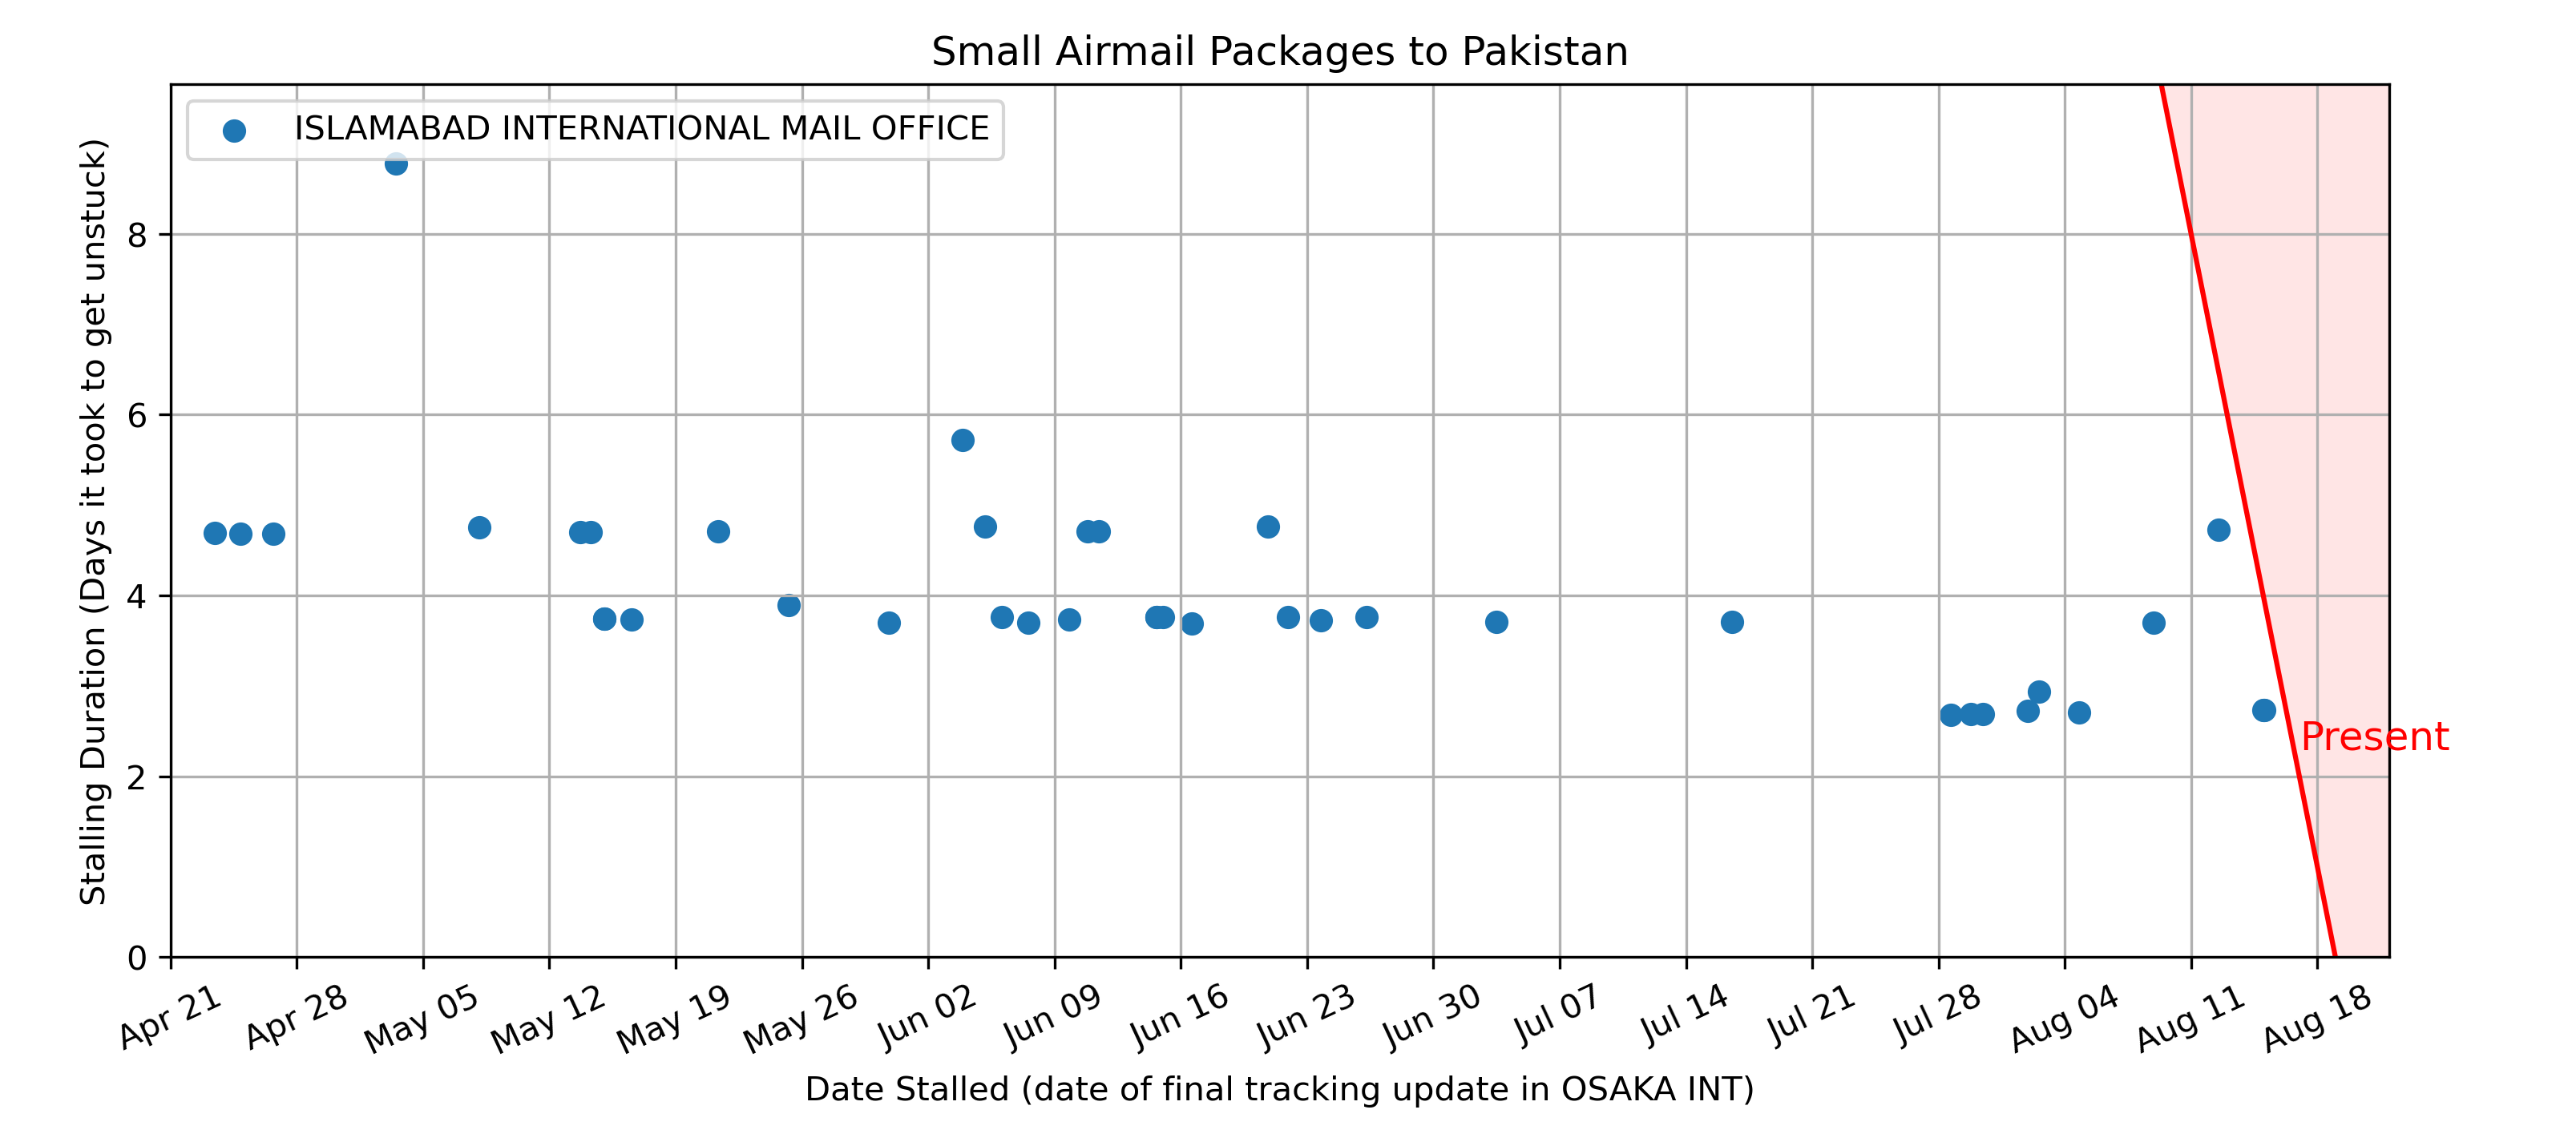 Small Airmail Packages to Pakistan
ISLAMABAD INTERNATIONAL MAIL OFFICE
Stalling Duration (Days it took to get unstuck)
8
6
4
2
0
Present
Apr 21
Apr 28
May 05
May 12
May 19
May 26
Jun 02
Jun 09
Jun 16
Jun 23
Jun 30
Jul 07
Jul 14
Jul 21
Jul 28
Aug 04
Aug 11
Aug 18
Date Stalled (date of final tracking update in OSAKA INT)